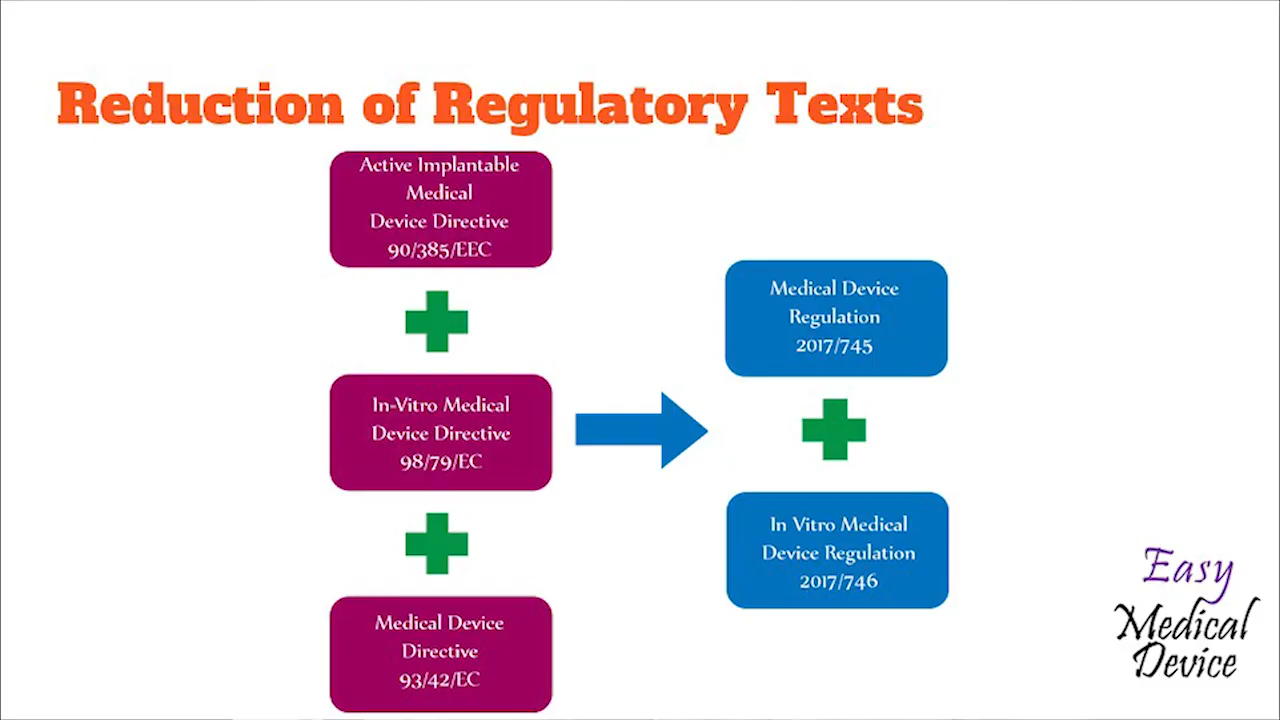 Reduction of Regulatory Texts
Active Implantable
Medical
Device Directive
90/385/EEC
In-Vitro Medical
Device Directive
98/79/EC
Medical Device
Directive
93/42/EC
Medical Device
Regulation
2017/745
In Vitro Medical
Device Regulation
2017/746
Easy
Medical
Device